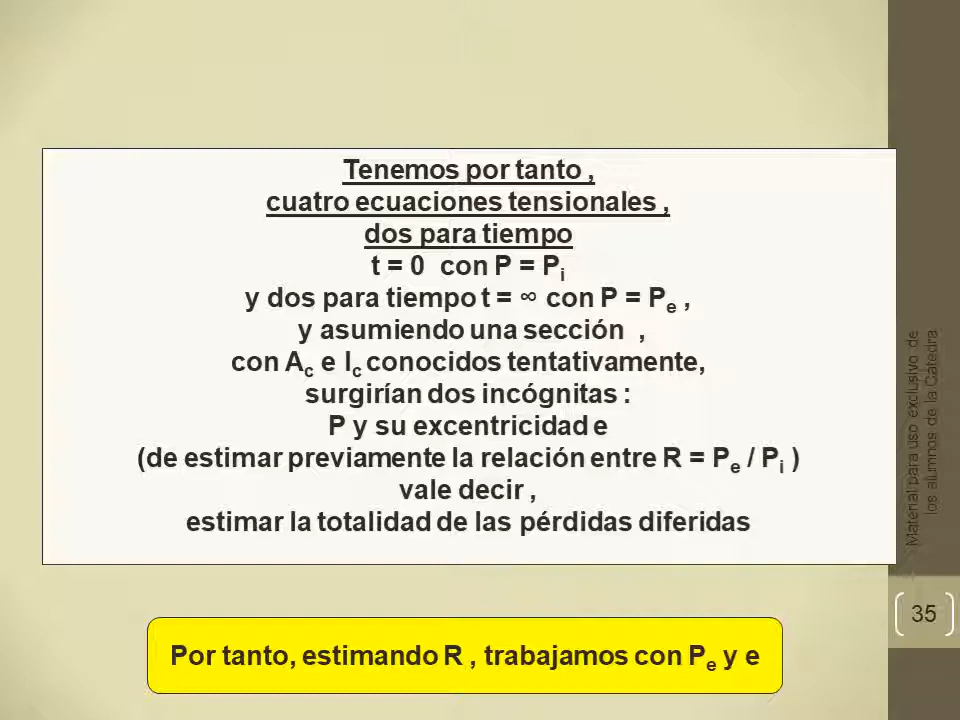 Tenemos por tanto ,
cuatro ecuaciones tensionales ,
dos para tiempo
t = 0 con P = Pi
y dos para tiempo t = ∞ con P = Pe ,
y asumiendo una sección ,
con Ac e Ic conocidos tentativamente,
surgirían dos incógnitas :
P y su excentricidad e
(de estimar previamente la relación entre R = Pe / Pi )
vale decir ,
estimar la totalidad de las pérdidas diferidas
Por tanto, estimando R , trabajamos con Pe y e
Material para uso exclusivo de
los alumnos de la Cátedra
35